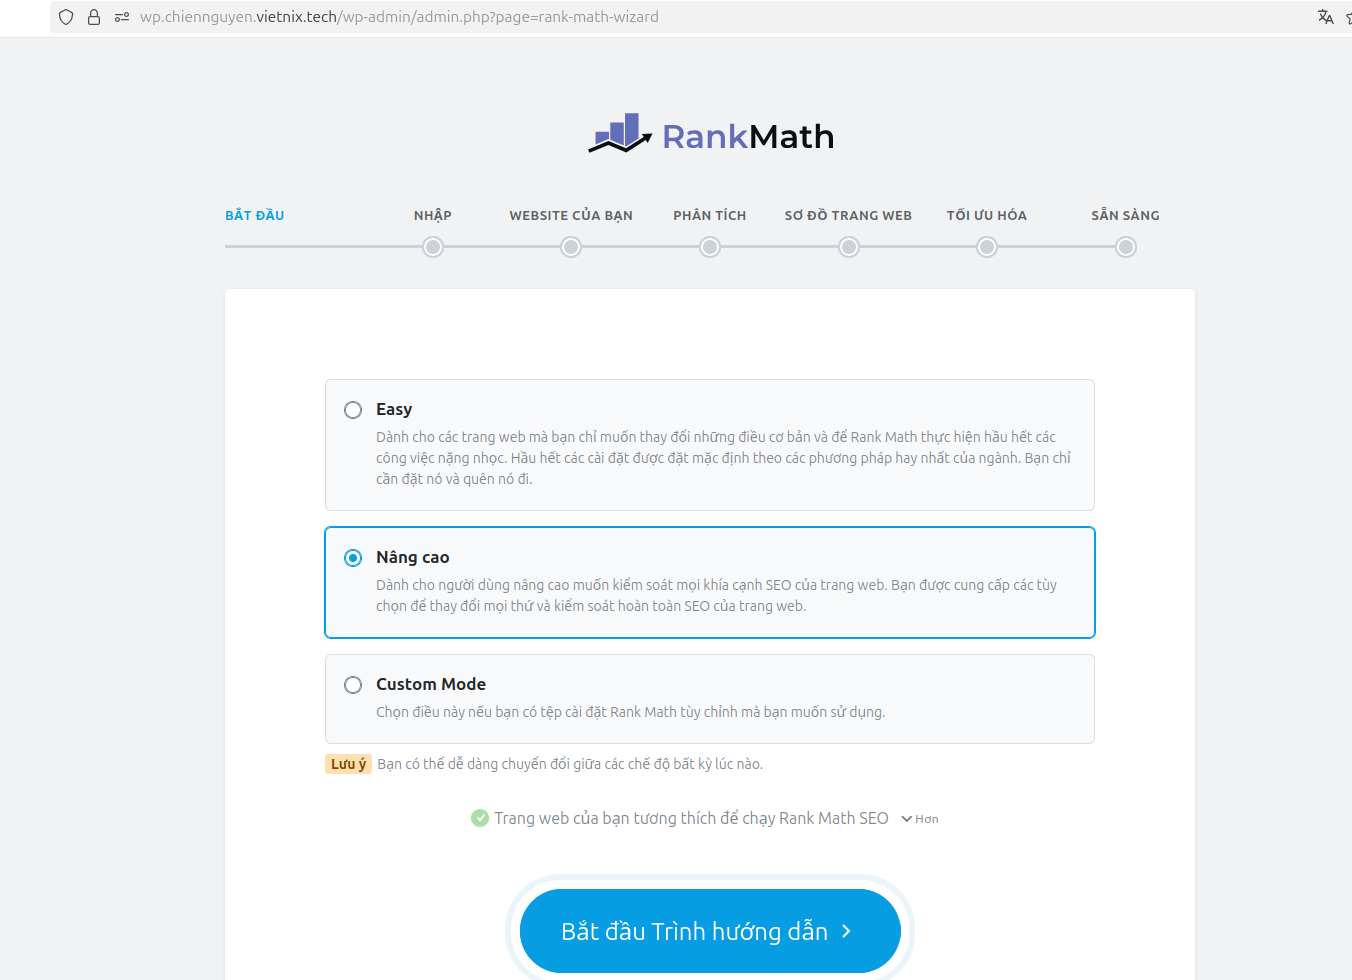 wp.chiennguyen.vietnix.tech/wp-admin/admin.php?page=rank-math-wizard
RankMath
BẮT ĐẦU NHẬP WEBSITE CỦA BẠN PHÂN TÍCH SƠ ĐỒ TRANG WEB TỐI ƯU HÓA SẴN SÀNG
Easy
Dành cho các trang web mà bạn chỉ muốn thay đổi những điều cơ bản và để Rank Math thực hiện hầu hết các
công việc nặng nhọc. Hầu hết các cài đặt được đặt mặc định theo các phương pháp hay nhất của ngành. Bạn chỉ
cần đặt nó và quên nó đi.
Nâng cao
Dành cho người dùng nâng cao muốn kiểm soát mọi khía cạnh SEO của trang web. Bạn được cung cấp các tùy
chọn để thay đổi mọi thứ và kiểm soát hoàn toàn SEO của trang web.
Custom Mode
Chọn điều này nếu bạn có tệp cài đặt Rank Math tùy chỉnh mà bạn muốn sử dụng.
Lưu ý Bạn có thể dễ dàng chuyển đổi giữa các chế độ bất kỳ lúc nào.
Trang web của bạn tương thích để chạy Rank Math SEO Hơn
Bắt đầu Trình hướng dẫn